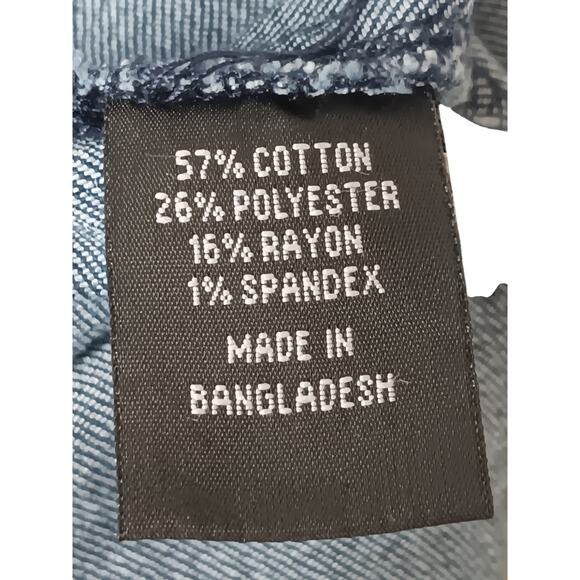 57% COTTON
26% POLYESTER
16% RAYON
1% SPANDEX
MADE IN
BANGLADESH